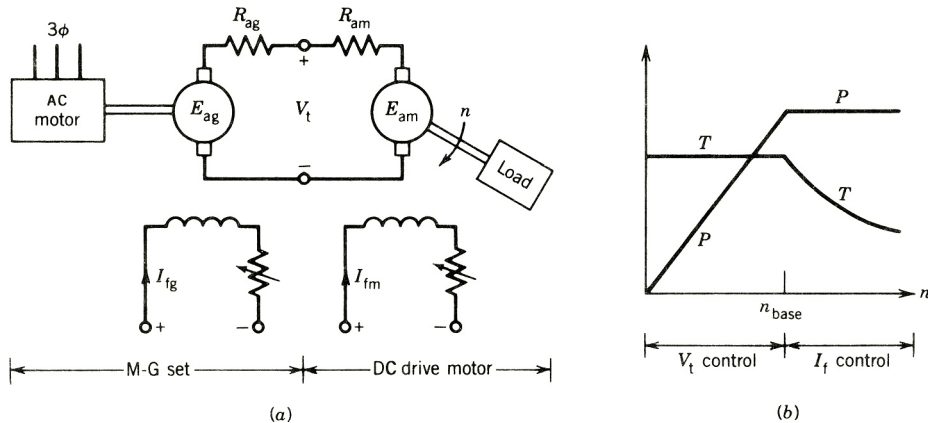 3ϕ
AC
motor
R_ag
R_am
+
E_ag
V_t
E_am
n
−
Load
I_fg
+
−
I_fm
+
−
M-G set
DC drive motor
(a)
P
T
T
P
n
n_base
V_t control
I_f control
(b)